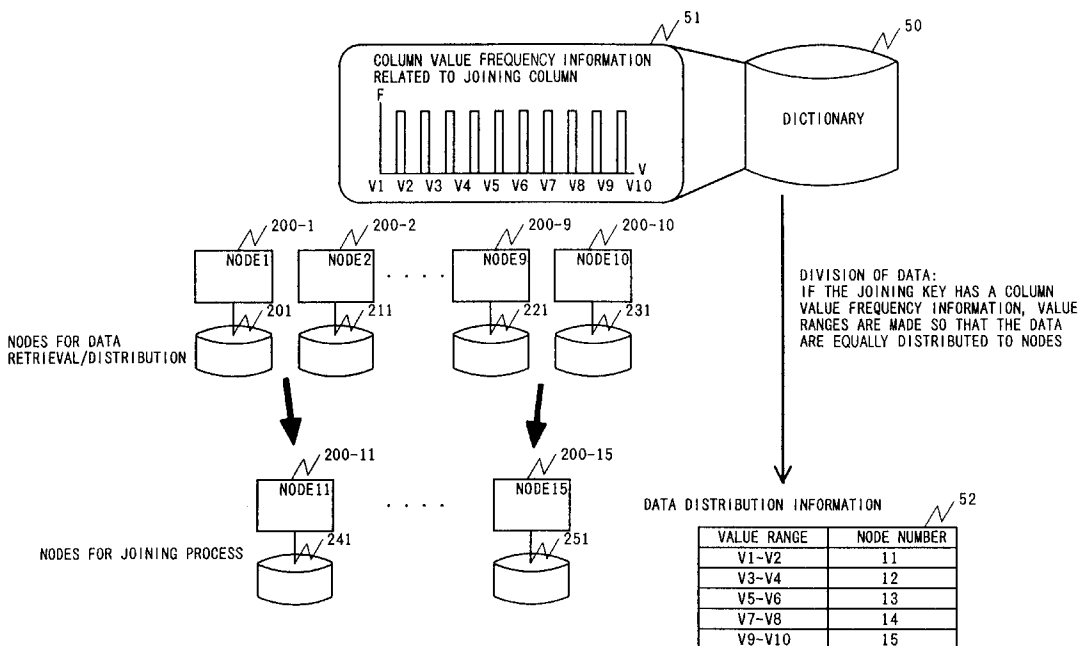 51
50
COLUMN VALUE FREQUENCY INFORMATION
RELATED TO JOINING COLUMN
F
V
V1 V2 V3 V4 V5 V6 V7 V8 V9 V10
DICTIONARY
200-1 200-2 200-9 200-10
NODE1 NODE2 . . . . NODE9 NODE10
201 211 221 231
NODES FOR DATA
RETRIEVAL/DISTRIBUTION
DIVISION OF DATA:
IF THE JOINING KEY HAS A COLUMN
VALUE FREQUENCY INFORMATION, VALUE
RANGES ARE MADE SO THAT THE DATA
ARE EQUALLY DISTRIBUTED TO NODES
200-11 200-15
NODE11 . . . . NODE15
241 251
NODES FOR JOINING PROCESS
DATA DISTRIBUTION INFORMATION
52
VALUE RANGE NODE NUMBER
V1~V2 11
V3~V4 12
V5~V6 13
V7~V8 14
V9~V10 15